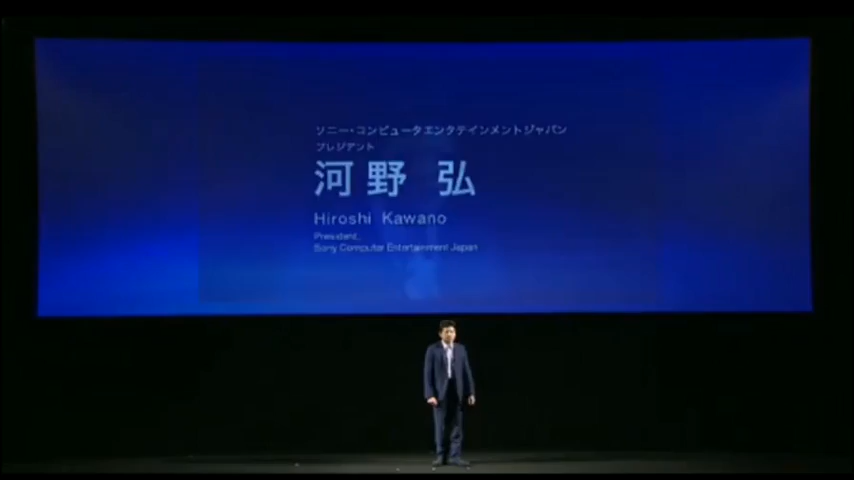 ソニー・コンピュータエンタテインメントジャパン
プレジデント
河野 弘
Hiroshi Kawano
President,
Sony Computer Entertainment Japan